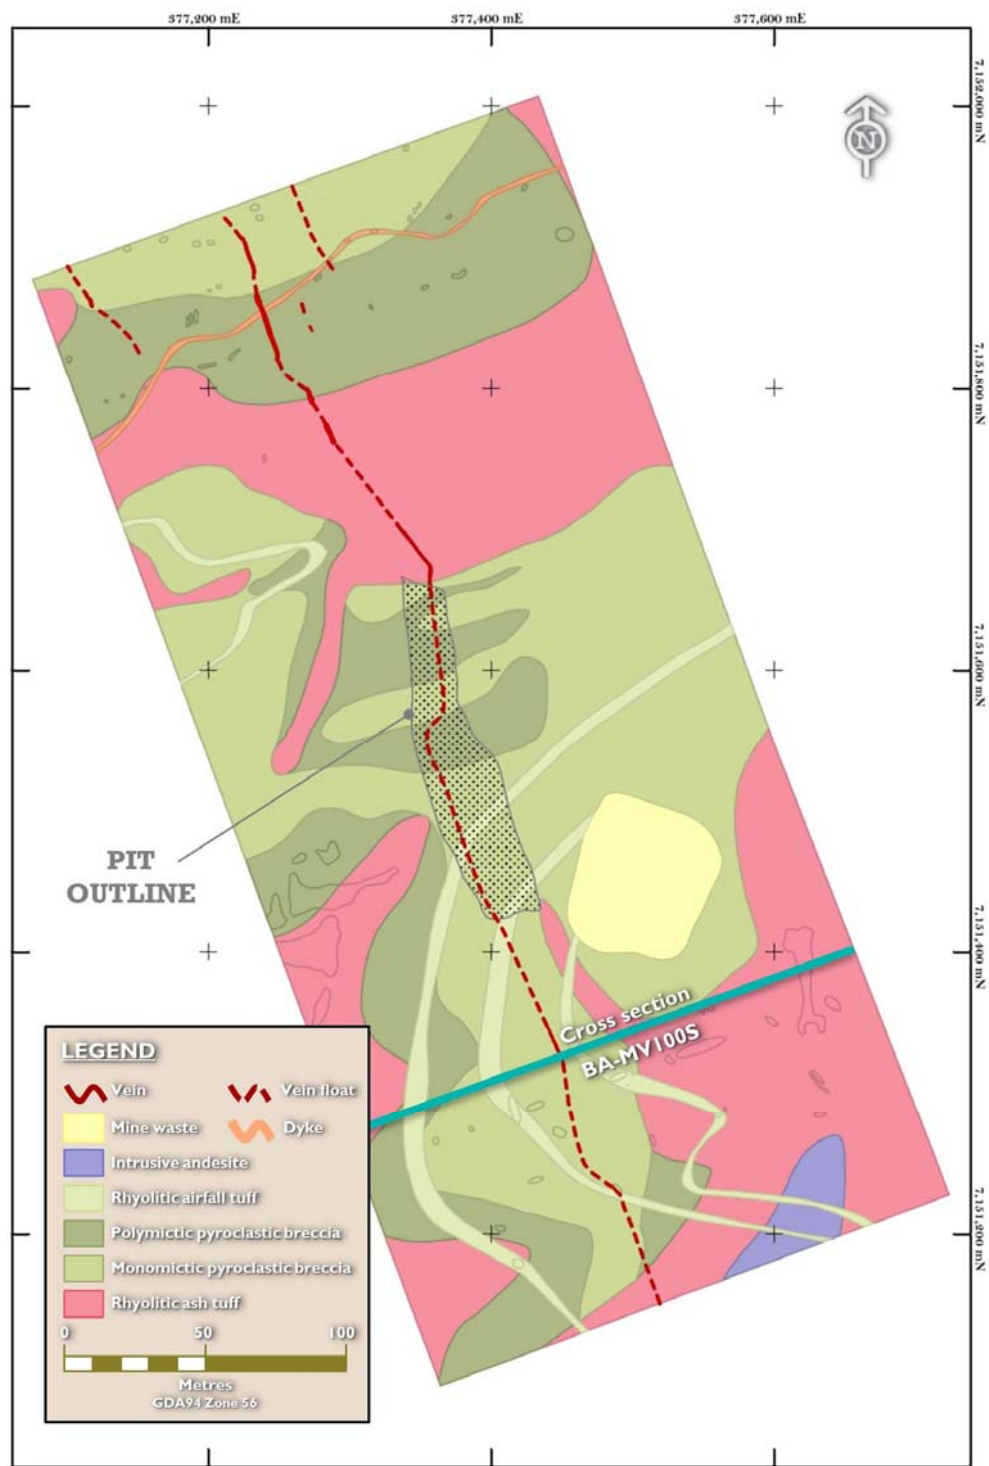 377,200 mE
377,400 mE
377,600 mE
7,152,000 mN
N
7,151,800 mN
7,151,600 mN
PIT
OUTLINE
7,151,400 mN
Cross section
BA-MV100S
7,151,200 mN
LEGEND
Vein
Vein float
Mine waste
Dyke
Intrusive andesite
Rhyolitic airfall tuff
Polymictic pyroclastic breccia
Monomictic pyroclastic breccia
Rhyolitic ash tuff
0 50 100
Metres
GDA94 Zone 56